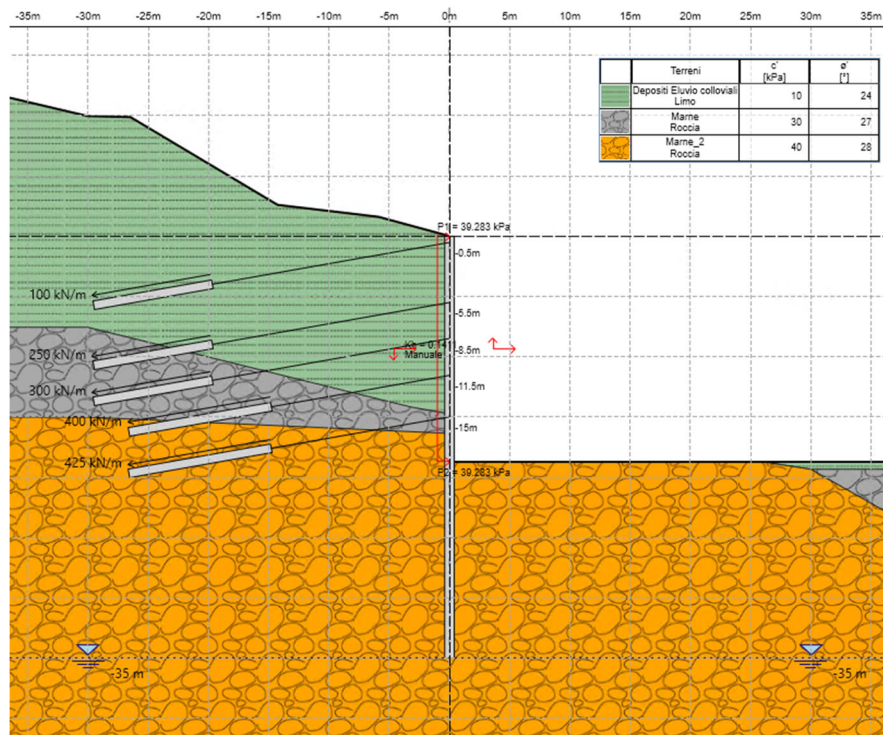 -35m -30m -25m -20m -15m -10m -5m 0m 5m 10m 15m 20m 25m 30m 35m
Terreni c' ø'
[kPa] [°]
Depositi Eluvio colloviali
Limo 10 24
Marne
Roccia 30 27
Marne_2
Roccia 40 28
P1 = 39.283 kPa
-0.5m
100 kN/m
-5.5m
250 kN/m
Manuale
-8.5m
300 kN/m
-11.5m
400 kN/m
-15m
425 kN/m
P2 = 39.283 kPa
-35 m
-35 m